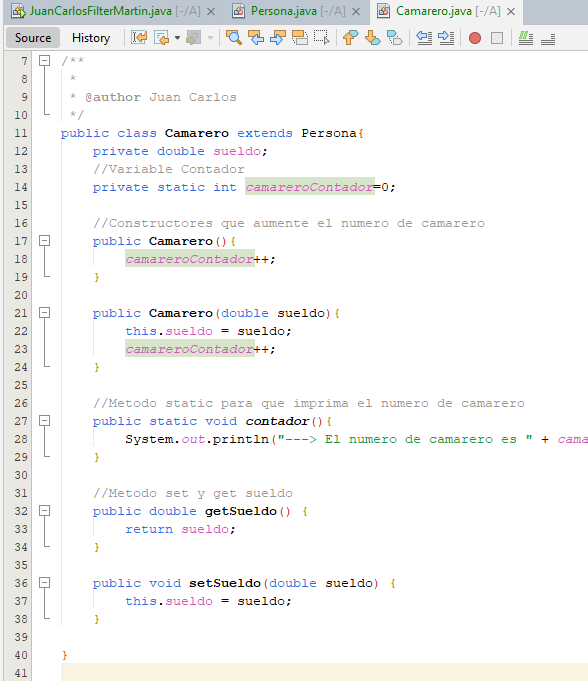 JuanCarlosFilterMartin.java [-/A] Persona.java [-/A] Camarero.java [-/A]
Source History
7 /**
8 *
9 * @author Juan Carlos
10 */
11 public class Camarero extends Persona{
12 private double sueldo;
13 //Variable Contador
14 private static int camareroContador=0;
15
16 //Constructores que aumente el numero de camarero
17 public Camarero(){
18 camareroContador++;
19 }
20
21 public Camarero(double sueldo){
22 this.sueldo = sueldo;
23 camareroContador++;
24 }
25
26 //Metodo static para que imprima el numero de camarero
27 public static void contador(){
28 System.out.println("---> El numero de camarero es " + cama
29 }
30
31 //Metodo set y get sueldo
32 public double getSueldo() {
33 return sueldo;
34 }
35
36 public void setSueldo(double sueldo) {
37 this.sueldo = sueldo;
38 }
39
40 }
41